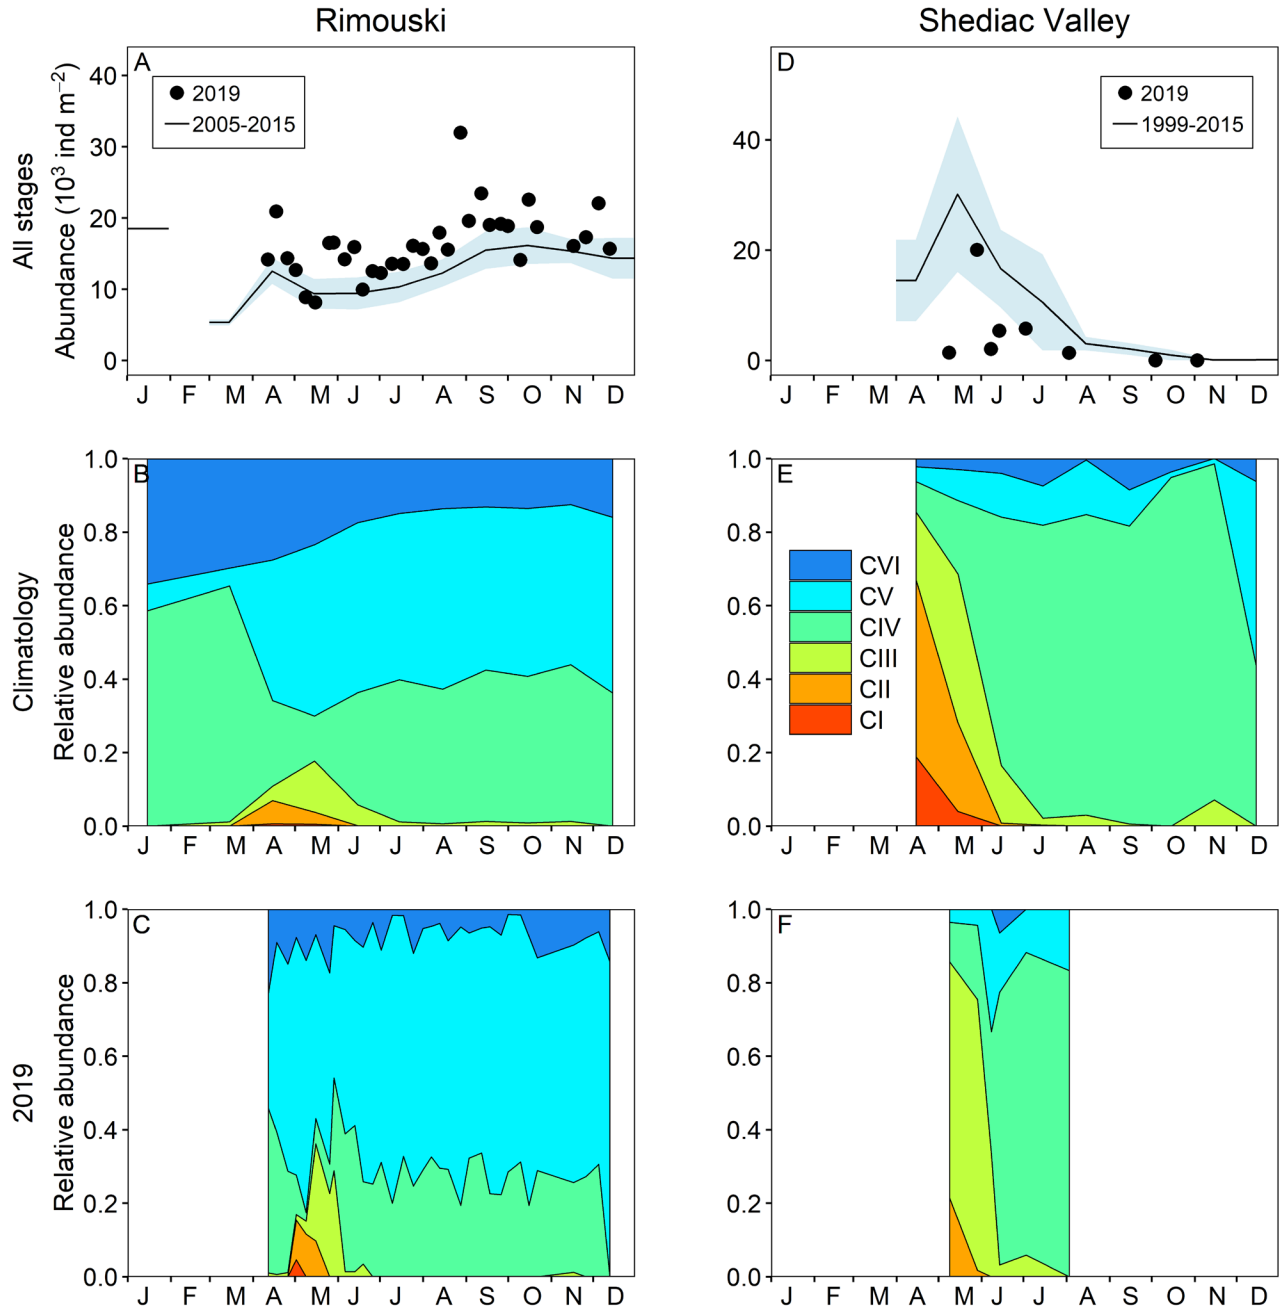 Rimouski
Shediac Valley
All stages
Abundance (10³ ind m⁻²)
A
2019
2005-2015
40
30
20
10
0
J F M A M J J A S O N D
D
2019
1999-2015
40
20
0
J F M A M J J A S O N D
Climatology
Relative abundance
B
1.0
0.8
0.6
0.4
0.2
0.0
J F M A M J J A S O N D
E
1.0
0.8
0.6
0.4
0.2
0.0
CVI
CV
CIV
CIII
CII
CI
J F M A M J J A S O N D
2019
Relative abundance
C
1.0
0.8
0.6
0.4
0.2
0.0
J F M A M J J A S O N D
F
1.0
0.8
0.6
0.4
0.2
0.0
J F M A M J J A S O N D